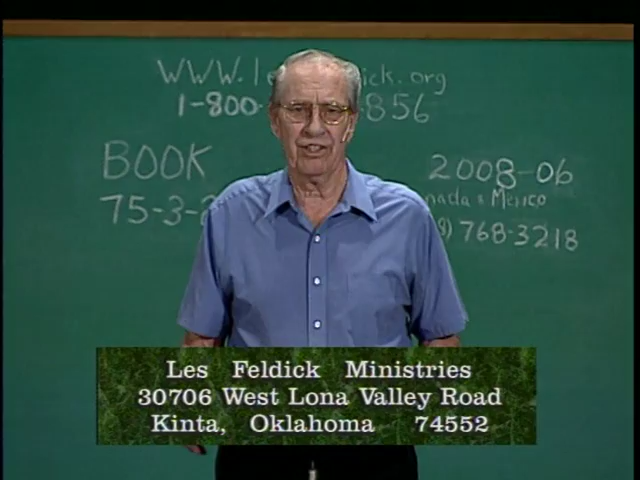 WWW.le ick.org
1-800- 856
BOOK
75-3-
2008-06
nada & Mexico
) 768-3218
Les Feldick Ministries
30706 West Lona Valley Road
Kinta, Oklahoma 74552